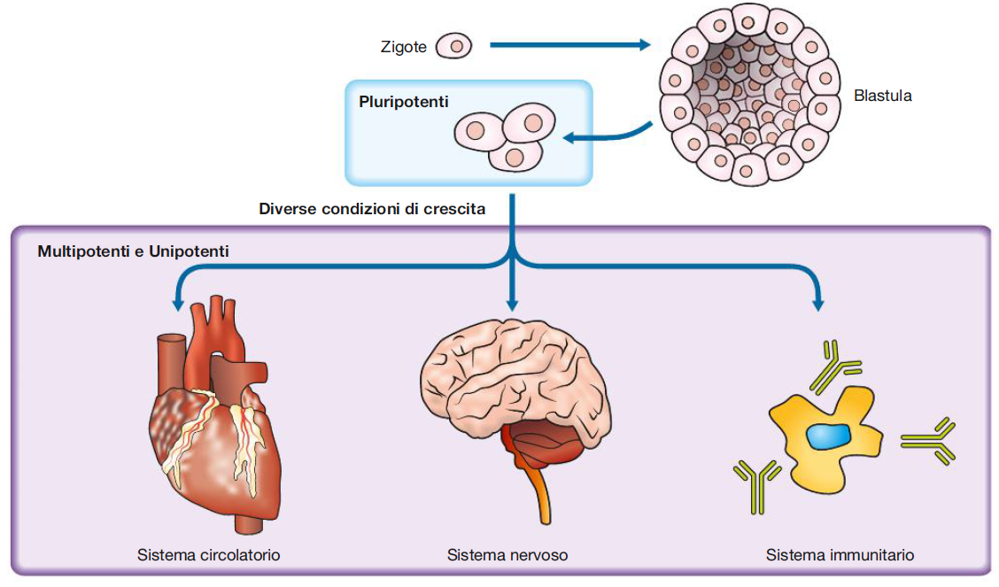 Zigote
Blastula
Pluripotenti
Diverse condizioni di crescita
Multipotenti e Unipotenti
Sistema circolatorio
Sistema nervoso
Sistema immunitario